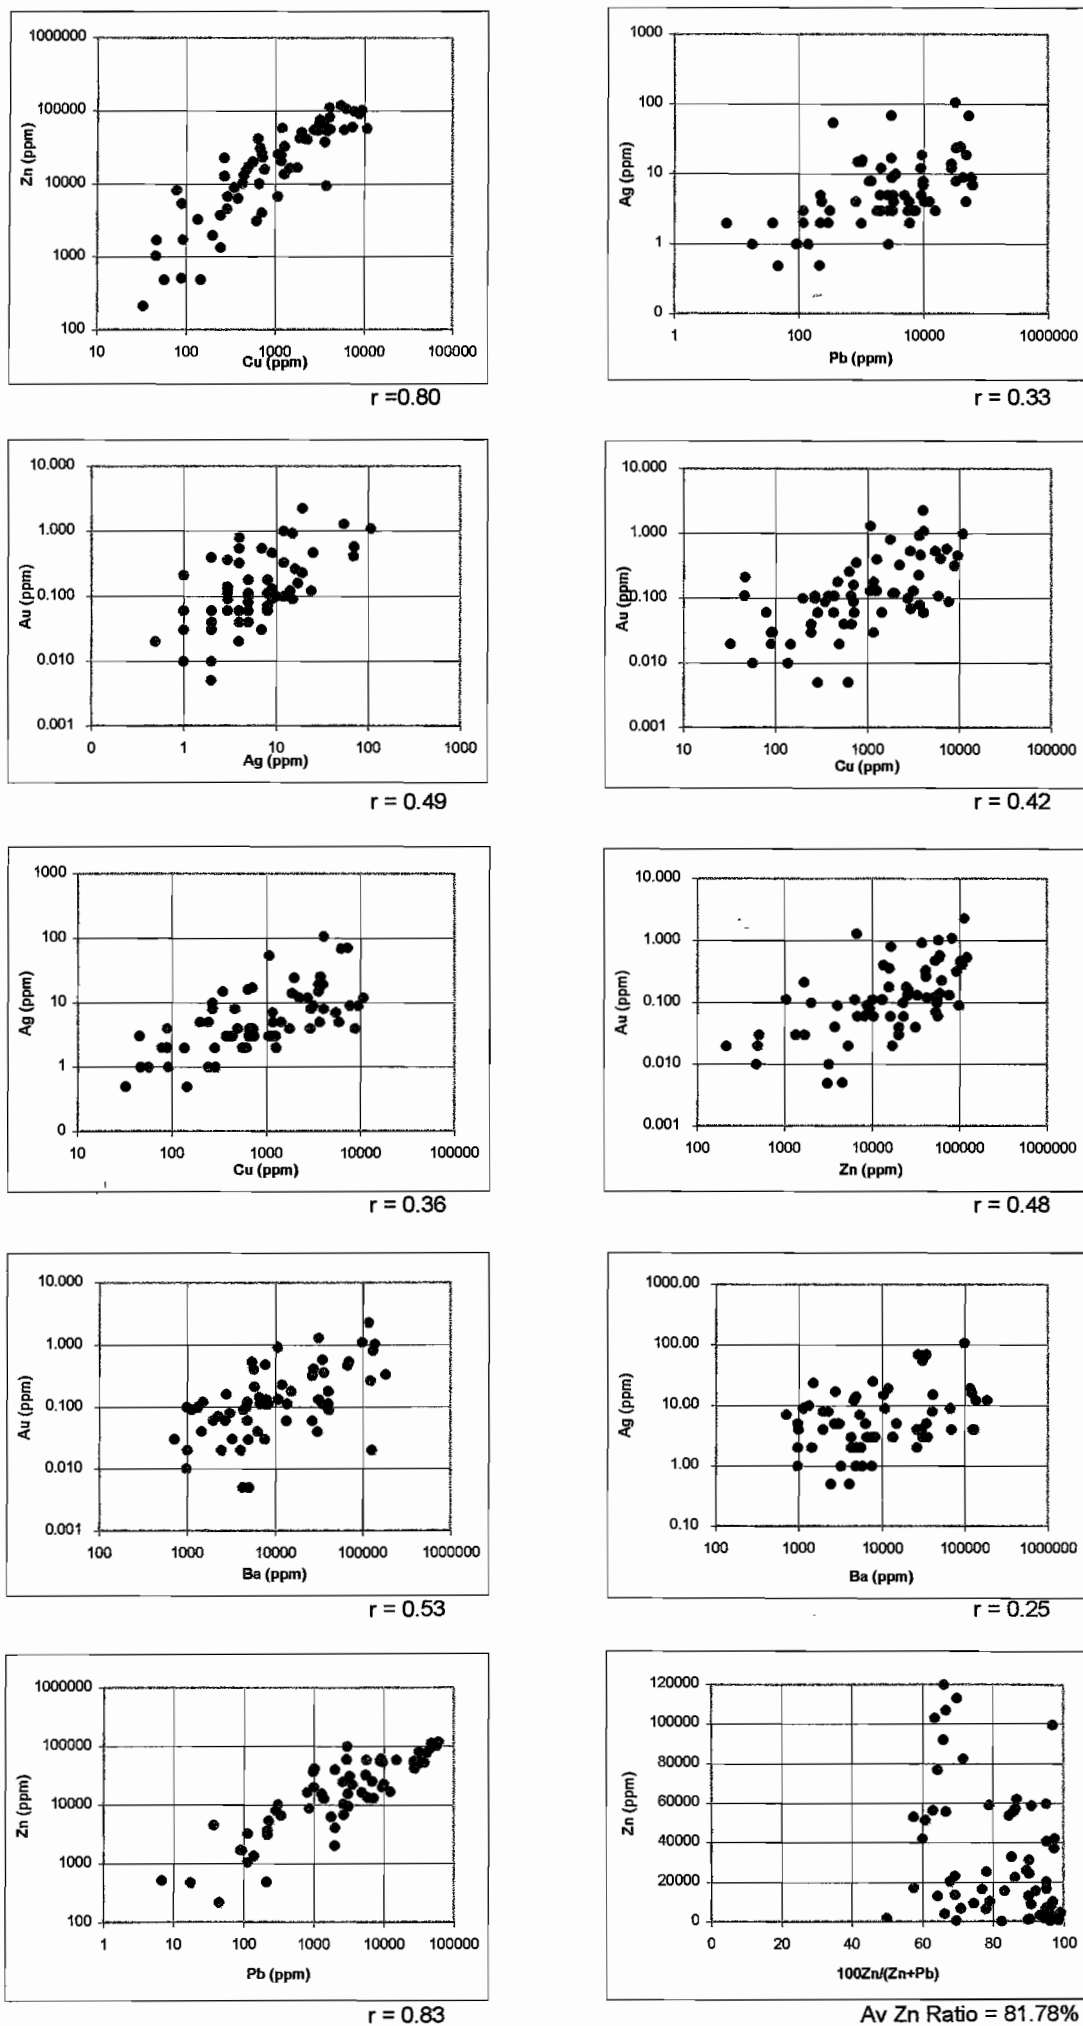 1000000
100000
10000
1000
100
Zn (ppm)
10 100 1000 10000 100000
Cu (ppm)
r =0.80
1000
100
10
1
0
Ag (ppm)
1 100 10000 1000000
Pb (ppm)
r = 0.33
10.000
1.000
0.100
0.010
0.001
Au (ppm)
0 1 10 100 1000
Ag (ppm)
r = 0.49
10.000
1.000
0.100
0.010
0.001
Au (ppm)
10 100 1000 10000 100000
Cu (ppm)
r = 0.42
1000
100
10
1
0
Ag (ppm)
10 100 1000 10000 100000
Cu (ppm)
r = 0.36
10.000
1.000
0.100
0.010
0.001
Au (ppm)
100 1000 10000 100000 1000000
Zn (ppm)
r = 0.48
10.000
1.000
0.100
0.010
0.001
Au (ppm)
100 1000 10000 100000 1000000
Ba (ppm)
r = 0.53
1000.00
100.00
10.00
1.00
0.10
Ag (ppm)
100 1000 10000 100000 1000000
Ba (ppm)
r = 0.25
1000000
100000
10000
1000
100
Zn (ppm)
1 10 100 1000 10000 100000
Pb (ppm)
r = 0.83
120000
100000
80000
60000
40000
20000
0
Zn (ppm)
0 20 40 60 80 100
100Zn/(Zn+Pb)
Av Zn Ratio = 81.78%